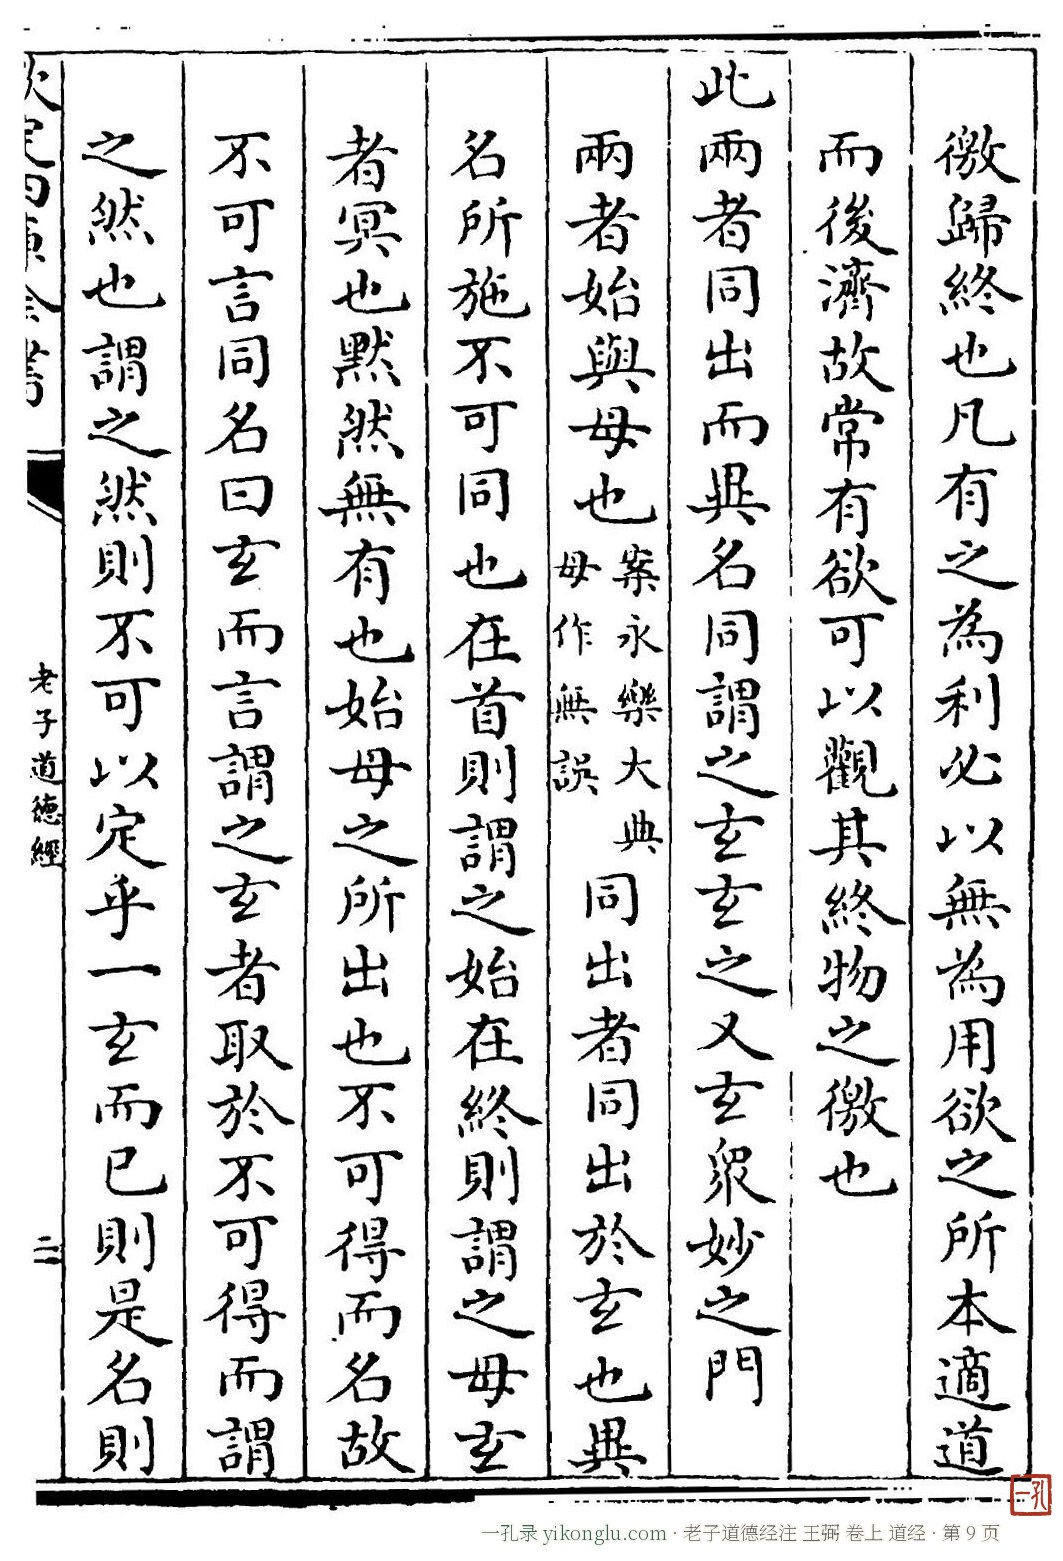 徼歸終也凡有之為利必以無為用欲之所本適道
而後濟故常有欲可以觀其終物之徼也
此兩者同出而異名同謂之玄玄之又玄衆妙之門
兩者始與母也案永樂大典母作無誤同出者同出於玄也異
名所施不可同也在首則謂之始在終則謂之母玄
者冥也默然無有也始母之所出也不可得而名故
不可言同名曰玄而言謂之玄者取於不可得而謂
之然也謂之然則不可以定乎一玄而已則是名則
欽定四庫全書
老子道德經
二
一孔
一孔录 yikonglu.com · 老子道德经注 王弼 卷上 道经 · 第 9 页